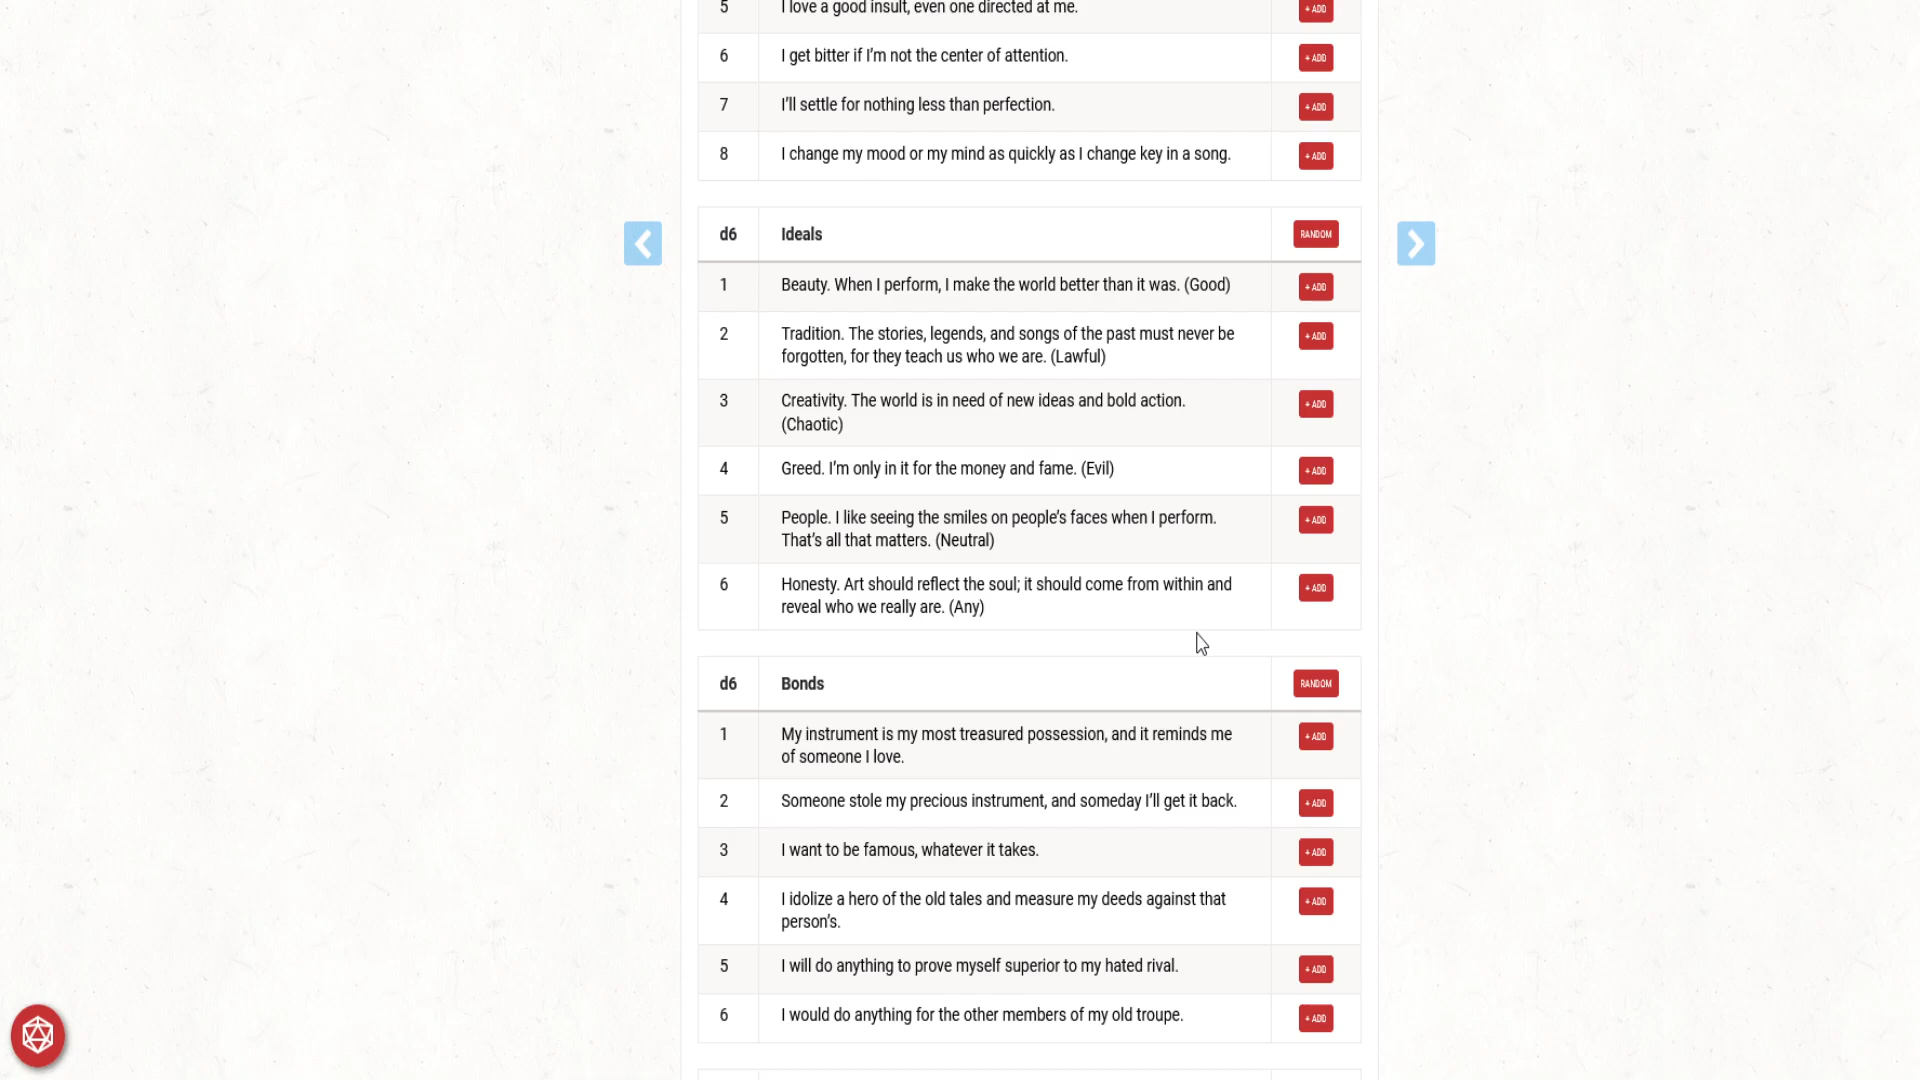 5 I love a good insult, even one directed at me. + ADD
6 I get bitter if I'm not the center of attention. + ADD
7 I'll settle for nothing less than perfection. + ADD
8 I change my mood or my mind as quickly as I change key in a song. + ADD
d6 Ideals RANDOM
1 Beauty. When I perform, I make the world better than it was. (Good) + ADD
2 Tradition. The stories, legends, and songs of the past must never be + ADD
forgotten, for they teach us who we are. (Lawful)
3 Creativity. The world is in need of new ideas and bold action. + ADD
(Chaotic)
4 Greed. I'm only in it for the money and fame. (Evil) + ADD
5 People. I like seeing the smiles on people's faces when I perform. + ADD
That's all that matters. (Neutral)
6 Honesty. Art should reflect the soul; it should come from within and + ADD
reveal who we really are. (Any)
d6 Bonds RANDOM
1 My instrument is my most treasured possession, and it reminds me + ADD
of someone I love.
2 Someone stole my precious instrument, and someday I'll get it back. + ADD
3 I want to be famous, whatever it takes. + ADD
4 I idolize a hero of the old tales and measure my deeds against that + ADD
person's.
5 I will do anything to prove myself superior to my hated rival. + ADD
6 I would do anything for the other members of my old troupe. + ADD